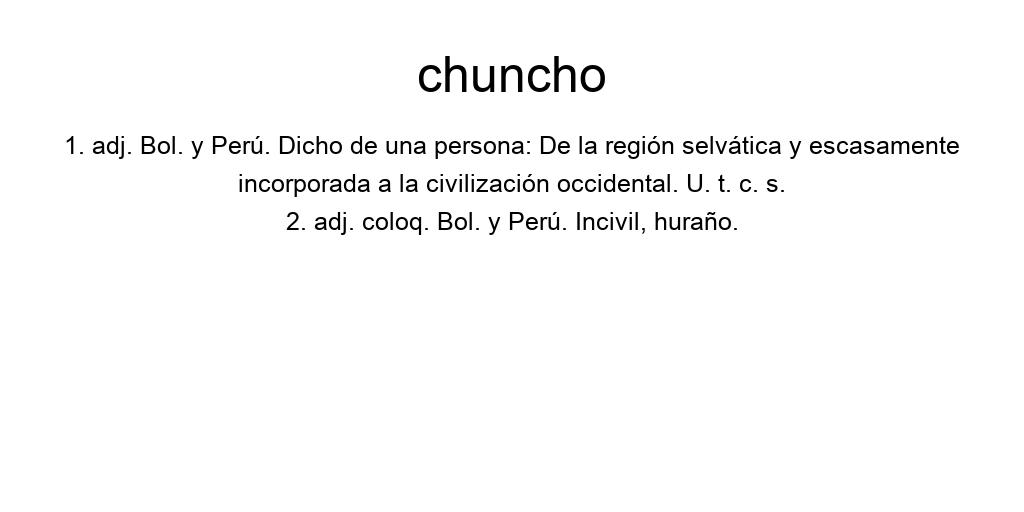 chuncho
1. adj. Bol. y Perú. Dicho de una persona: De la región selvática y escasamente
incorporada a la civilización occidental. U. t. c. s.
2. adj. coloq. Bol. y Perú. Incivil, huraño.